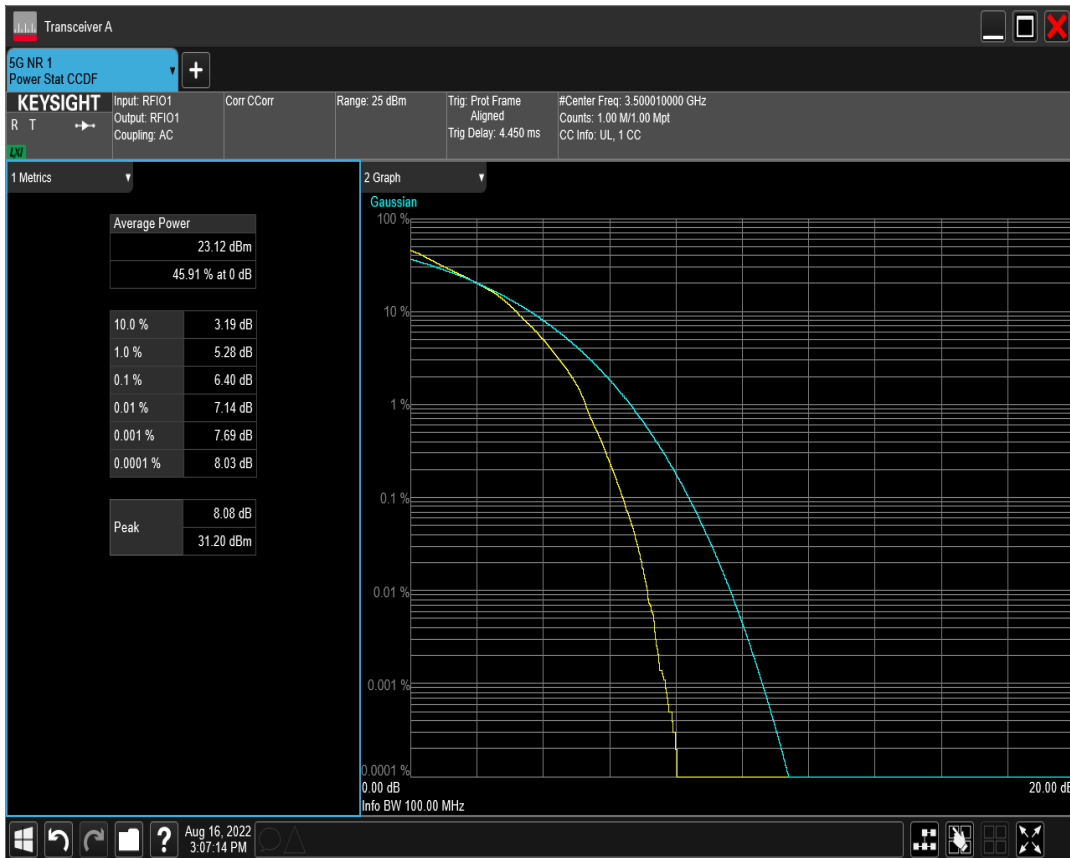 Transceiver A
5G NR 1
Power Stat CCDF
+
KEYSIGHT
R T
LXI
Input: RFIO1
Output: RFIO1
Coupling: AC
Corr CCorr
Range: 25 dBm
Trig: Prot Frame
Aligned
Trig Delay: 4.450 ms
#Center Freq: 3.500010000 GHz
Counts: 1.00 M/1.00 Mpt
CC Info: UL, 1 CC
1 Metrics
Average Power
23.12 dBm
45.91 % at 0 dB
10.0 % 3.19 dB
1.0 % 5.28 dB
0.1 % 6.40 dB
0.01 % 7.14 dB
0.001 % 7.69 dB
0.0001 % 8.03 dB
Peak
8.08 dB
31.20 dBm
2 Graph
Gaussian
100 %
10 %
1 %
0.1 %
0.01 %
0.001 %
0.0001 %
0.00 dB 20.00 dB
Info BW 100.00 MHz
?
Aug 16, 2022
3:07:14 PM